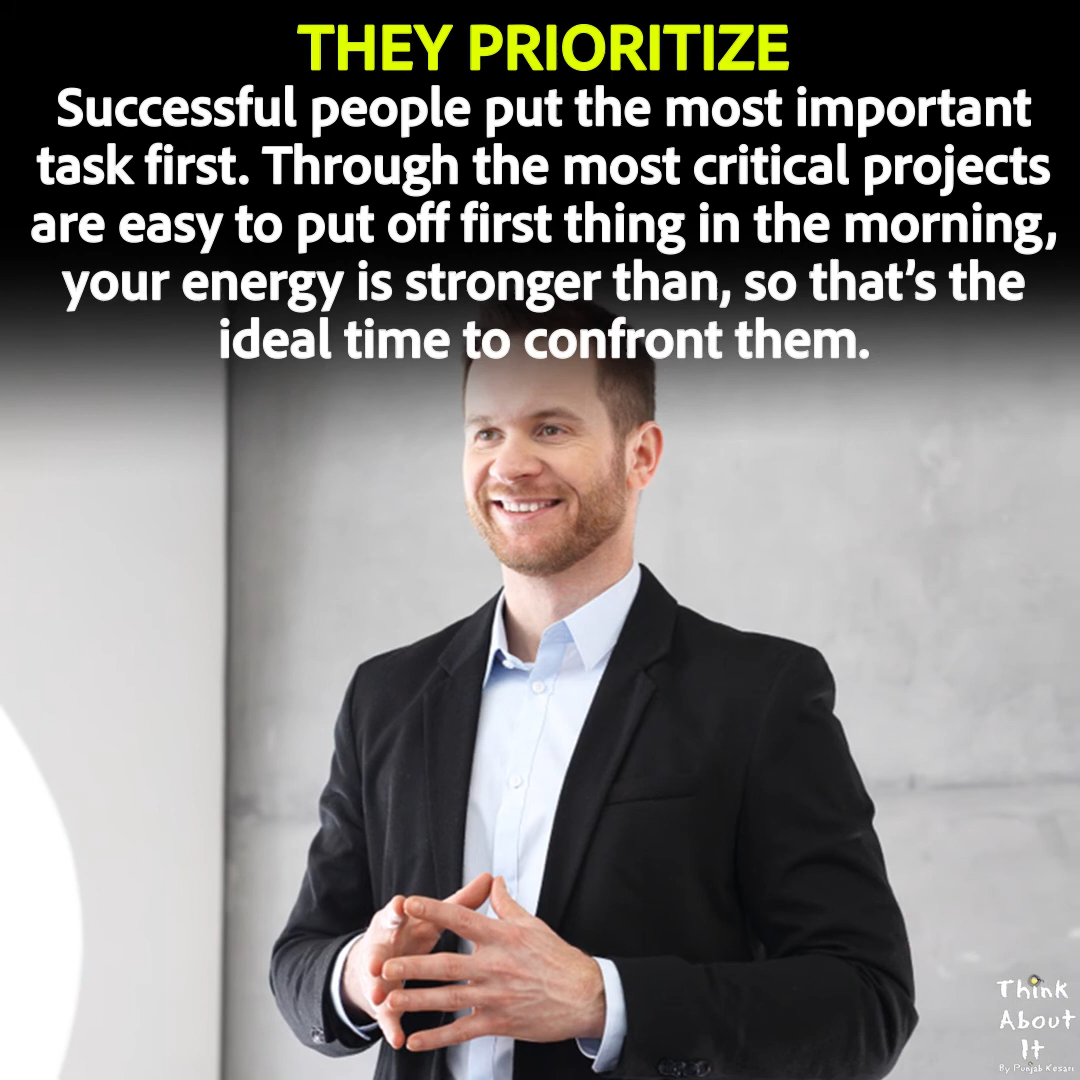 THEY PRIORITIZE
Successful people put the most important
task first. Through the most critical projects
are easy to put off first thing in the morning,
your energy is stronger than, so that’s the
ideal time to confront them.
Think
About
It
By Punjab Kesari